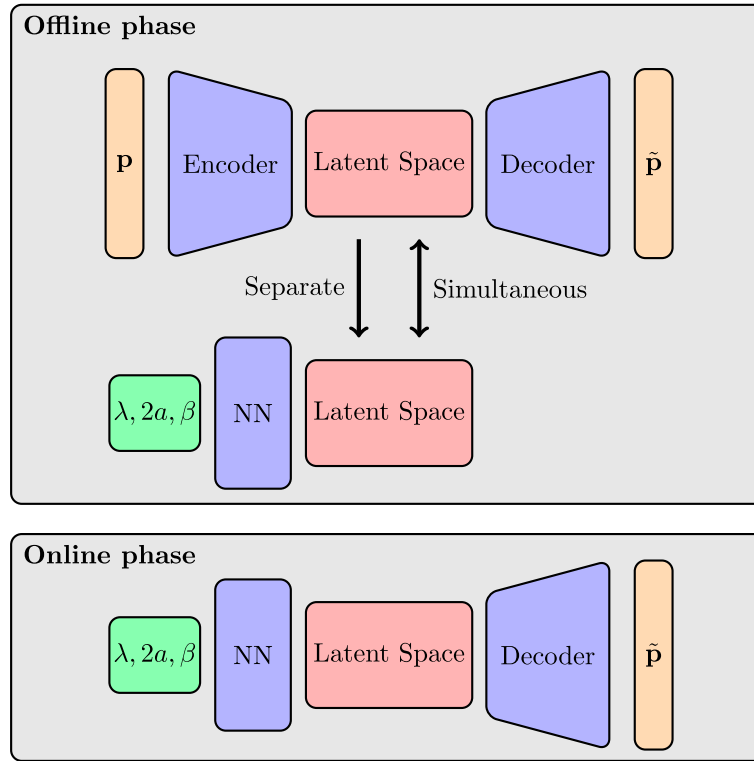 Offline phase
p
Encoder
Latent Space
Decoder
p̃
Separate
Simultaneous
λ, 2a, β
NN
Latent Space
Online phase
λ, 2a, β
NN
Latent Space
Decoder
p̃